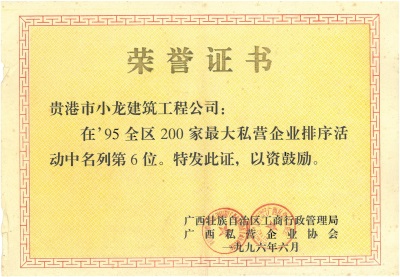 荣誉证书
贵港市小龙建筑工程公司：
在'95全区200家最大私营企业排序活
动中名列第6位。特发此证，以资鼓励。
广西壮族自治区工商行政管理局
广西私营企业协会
一九九六年六月